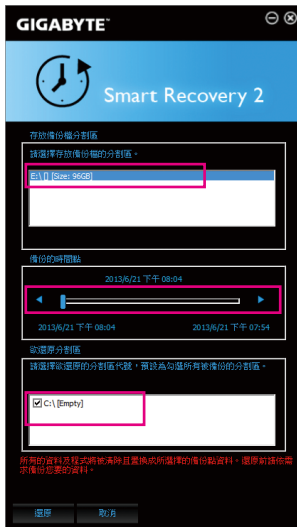 GIGABYTE™
Smart Recovery 2
存放備份檔分割區
請選擇存放備份檔的分割區。
E:\ [] [Size: 96GB]
備份的時間點
2013/6/21 下午 08:04
2013/6/21 下午 08:04
2013/6/21 下午 07:54
欲還原分割區
請選擇欲還原的分割區代號，預設為勾選所有被備份的分割區。
C:\ [Empty]
所有的資料及程式將被清除且置換成所選擇的備份點資料。還原前請依需
求備份您要的資料。
還原
取消